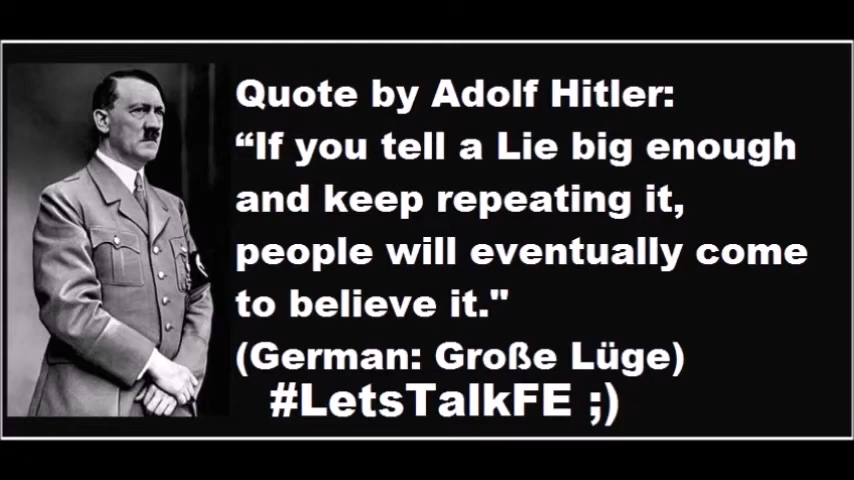 Quote by Adolf Hitler:
“If you tell a Lie big enough
and keep repeating it,
people will eventually come
to believe it."
(German: Große Lüge)
#LetsTalkFE ;)